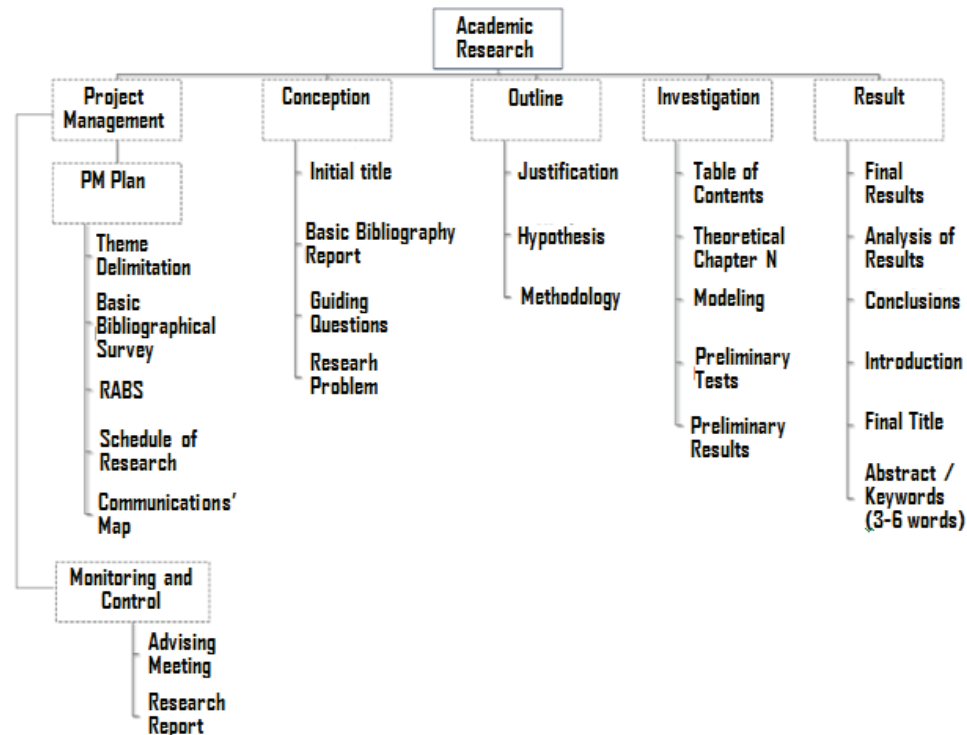 Academic
Research
Project
Management
Conception
Outline
Investigation
Result
PM Plan
Theme
Delimitation
Basic
Bibliographical
Survey
RABS
Schedule of
Research
Communications'
Map
Monitoring and
Control
Advising
Meeting
Research
Report
Initial title
Basic Bibliography
Report
Guiding
Questions
Researh
Problem
Justification
Hypothesis
Methodology
Table of
Contents
Theoretical
Chapter N
Modeling
Preliminary
Tests
Preliminary
Results
Final
Results
Analysis of
Results
Conclusions
Introduction
Final Title
Abstract /
Keywords
(3-6 words)